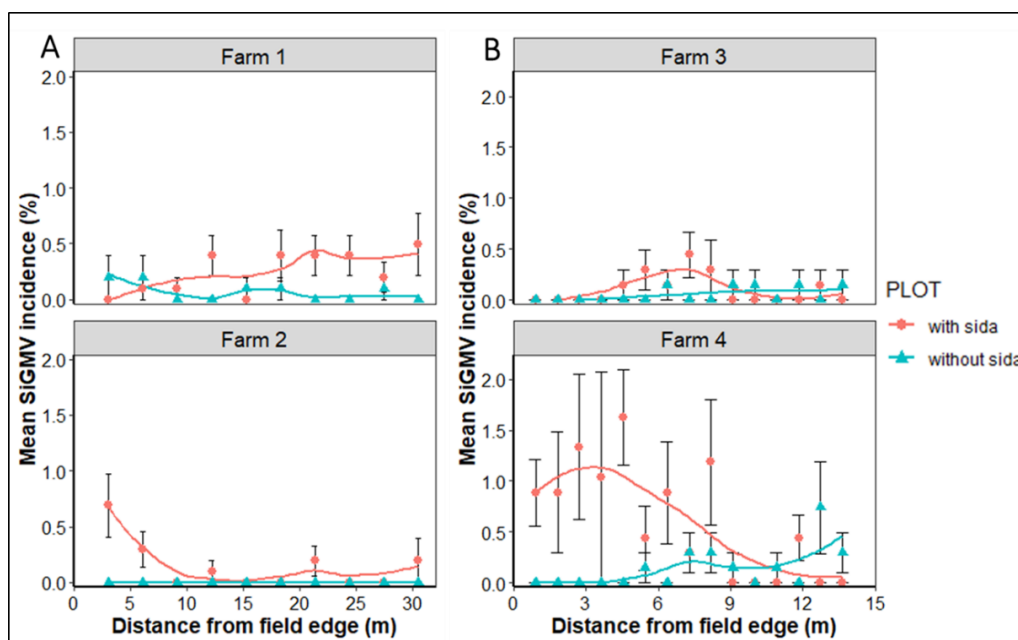 A
Farm 1
2.0
1.5
1.0
0.5
0.0
Farm 2
2.0
1.5
1.0
0.5
0.0
0 5 10 15 20 25 30
Distance from field edge (m)
Mean SiGMV incidence (%)
B
Farm 3
2.0
1.5
1.0
0.5
0.0
Farm 4
2.0
1.5
1.0
0.5
0.0
0 3 6 9 12 15
Distance from field edge (m)
Mean SiGMV incidence (%)
PLOT
with sida
without sida